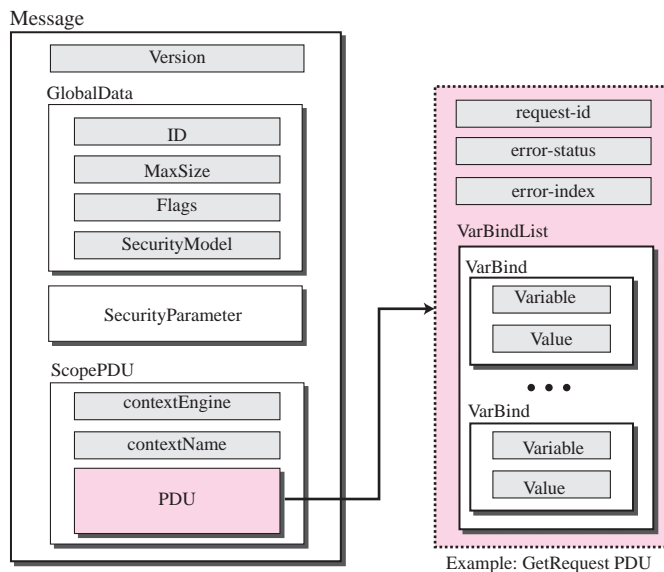 Message
Version
GlobalData
ID
MaxSize
Flags
SecurityModel
SecurityParameter
ScopePDU
contextEngine
contextName
PDU
request-id
error-status
error-index
VarBindList
VarBind
Variable
Value
VarBind
Variable
Value
Example: GetRequest PDU